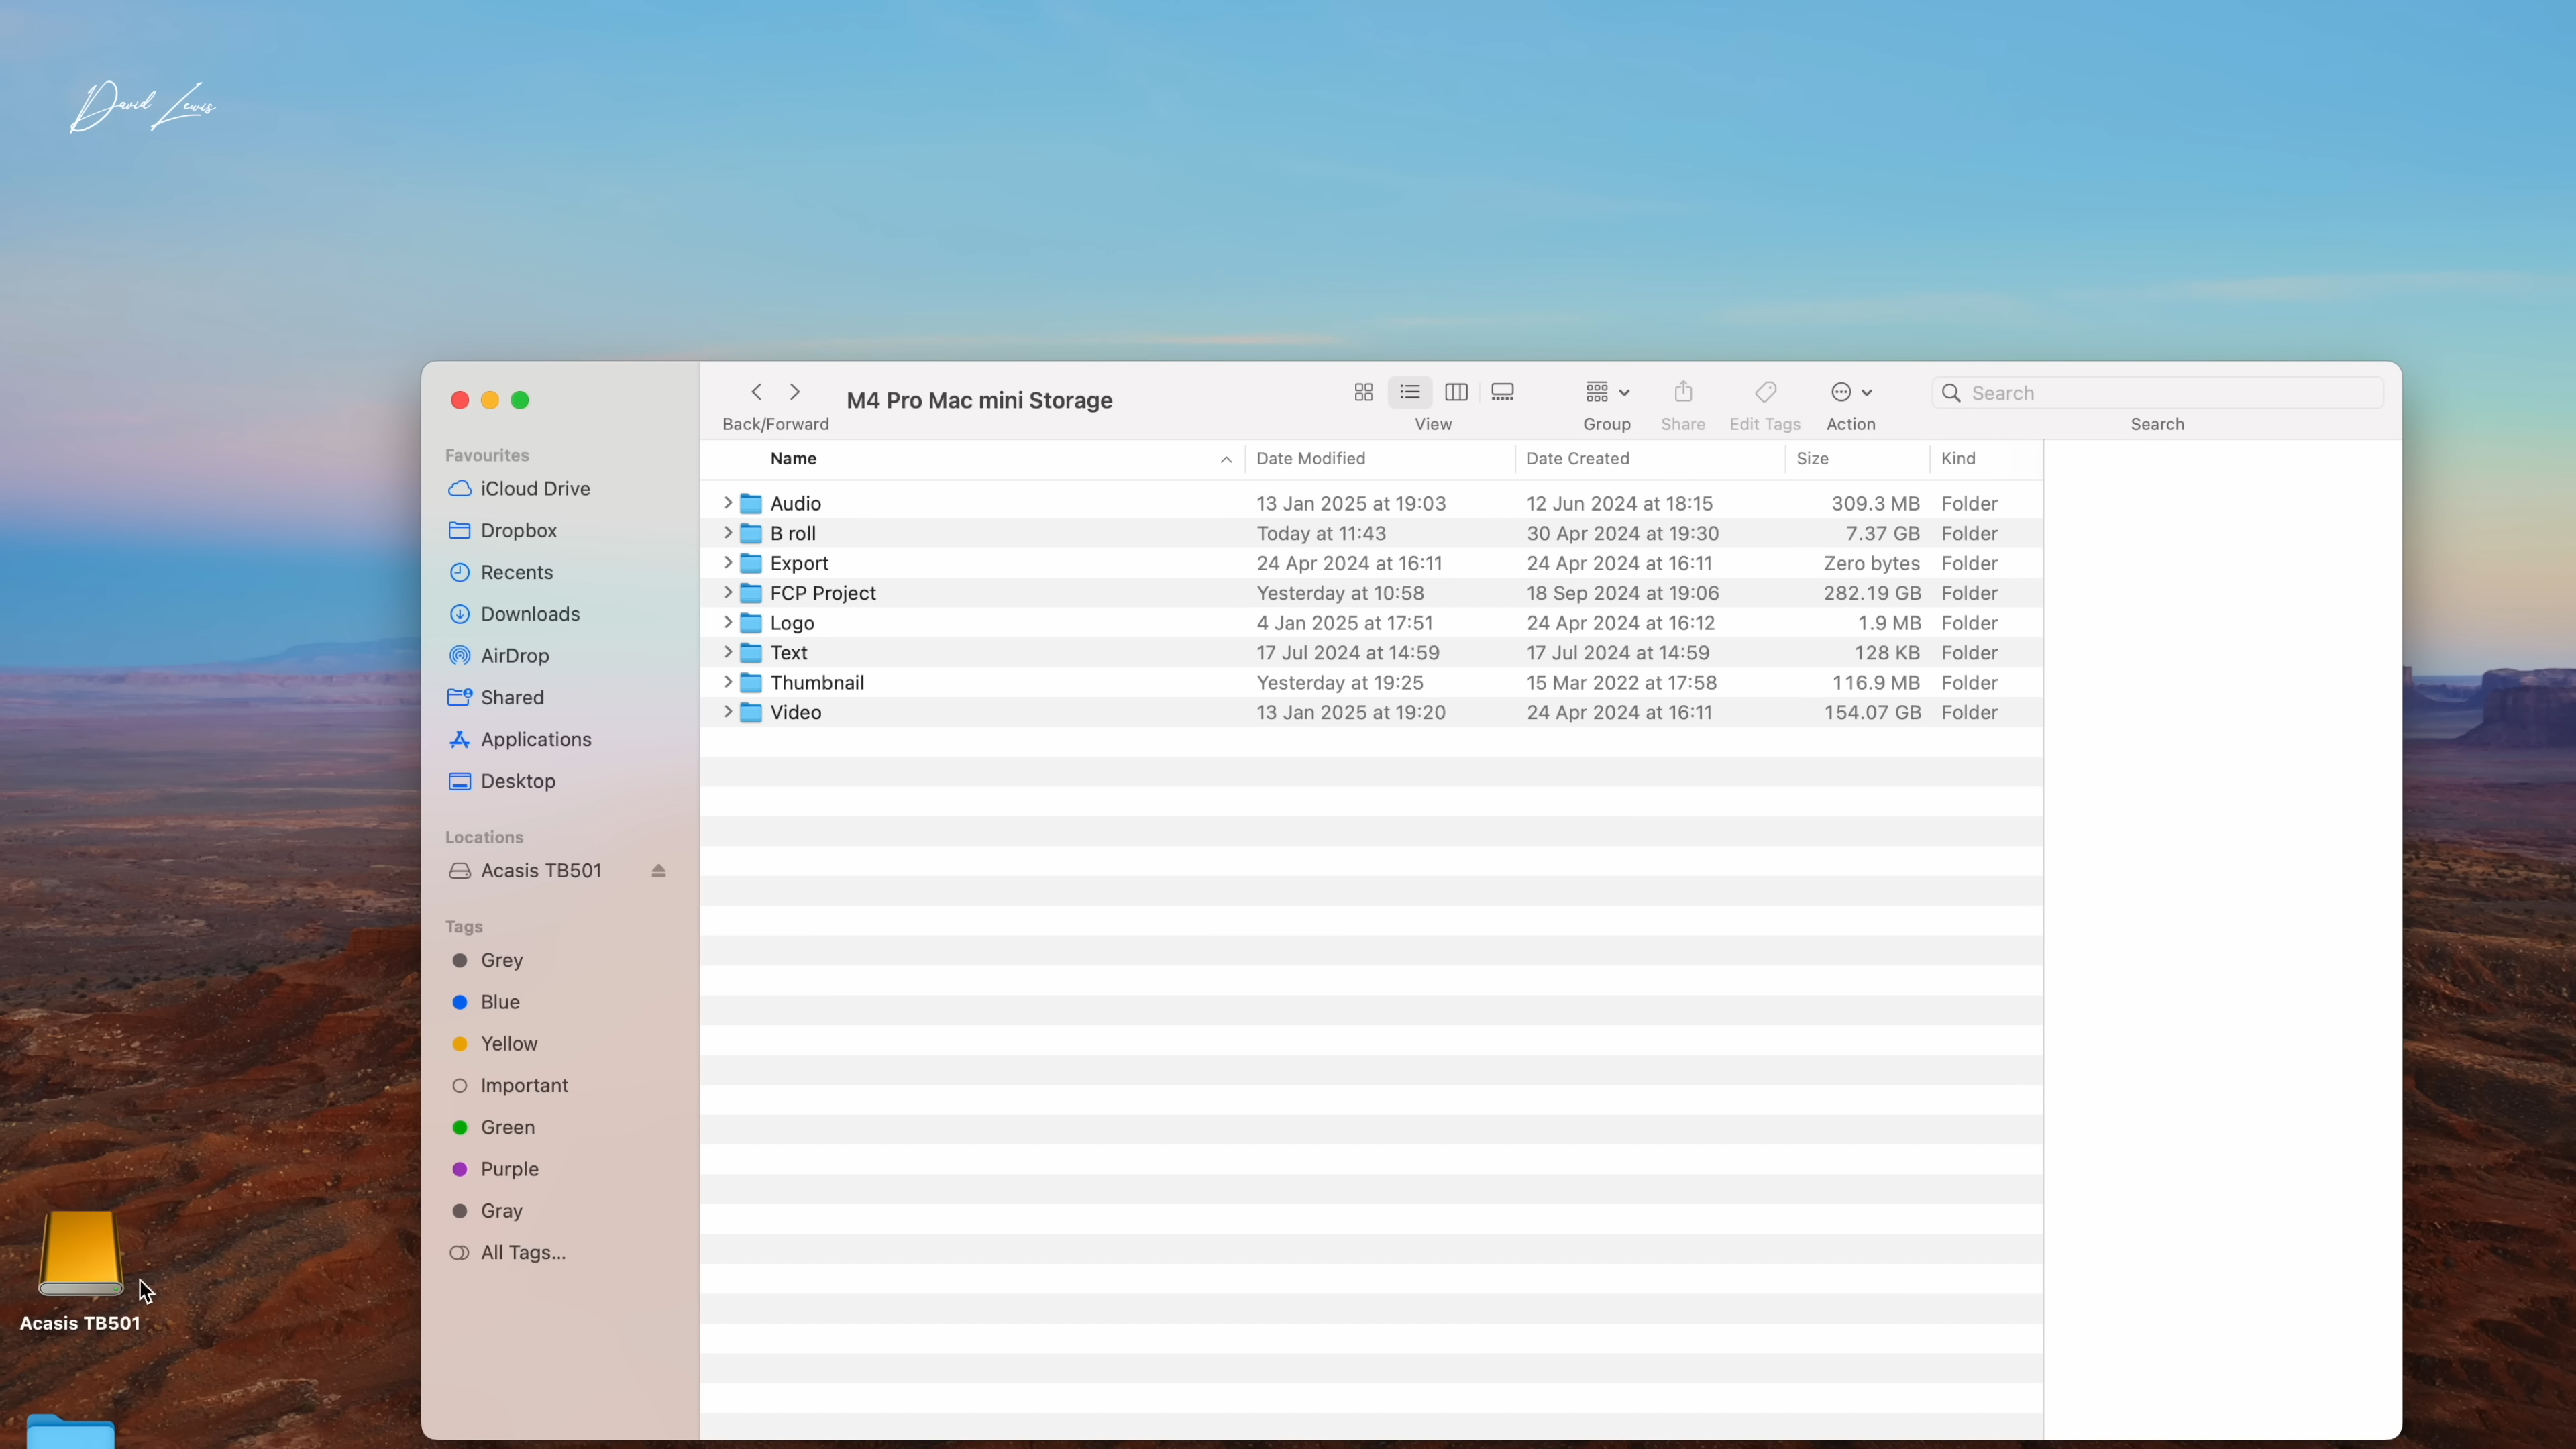 David Lewis
M4 Pro Mac mini Storage
Back/Forward
View
Group
Share
Edit Tags
Action
Search
Search
Favourites
iCloud Drive
Dropbox
Recents
Downloads
AirDrop
Shared
Applications
Desktop
Locations
Acasis TB501
Tags
Grey
Blue
Yellow
Important
Green
Purple
Gray
All Tags...
Name Date Modified Date Created Size Kind
Audio 13 Jan 2025 at 19:03 12 Jun 2024 at 18:15 309.3 MB Folder
B roll Today at 11:43 30 Apr 2024 at 19:30 7.37 GB Folder
Export 24 Apr 2024 at 16:11 24 Apr 2024 at 16:11 Zero bytes Folder
FCP Project Yesterday at 10:58 18 Sep 2024 at 19:06 282.19 GB Folder
Logo 4 Jan 2025 at 17:51 24 Apr 2024 at 16:12 1.9 MB Folder
Text 17 Jul 2024 at 14:59 17 Jul 2024 at 14:59 128 KB Folder
Thumbnail Yesterday at 19:25 15 Mar 2022 at 17:58 116.9 MB Folder
Video 13 Jan 2025 at 19:20 24 Apr 2024 at 16:11 154.07 GB Folder
Acasis TB501